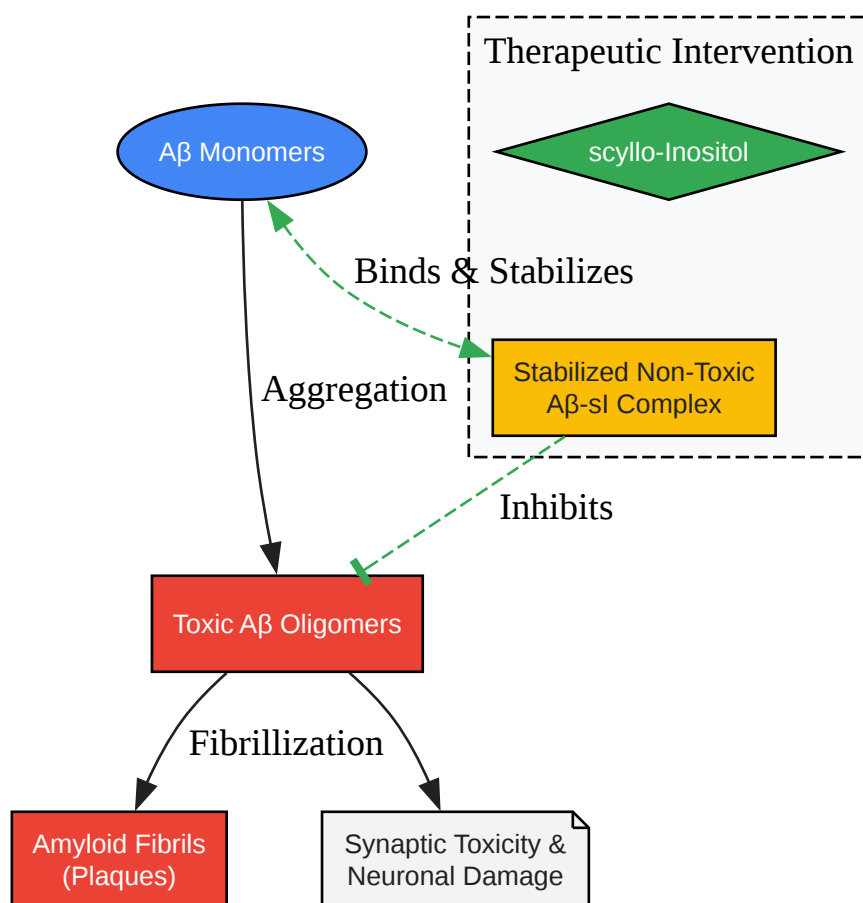 Therapeutic Intervention
Aβ Monomers
scyllo-Inositol
Binds & Stabilizes
Stabilized Non-Toxic
Aβ-sI Complex
Aggregation
Inhibits
Toxic Aβ Oligomers
Fibrillization
Amyloid Fibrils
(Plaques)
Synaptic Toxicity &
Neuronal Damage